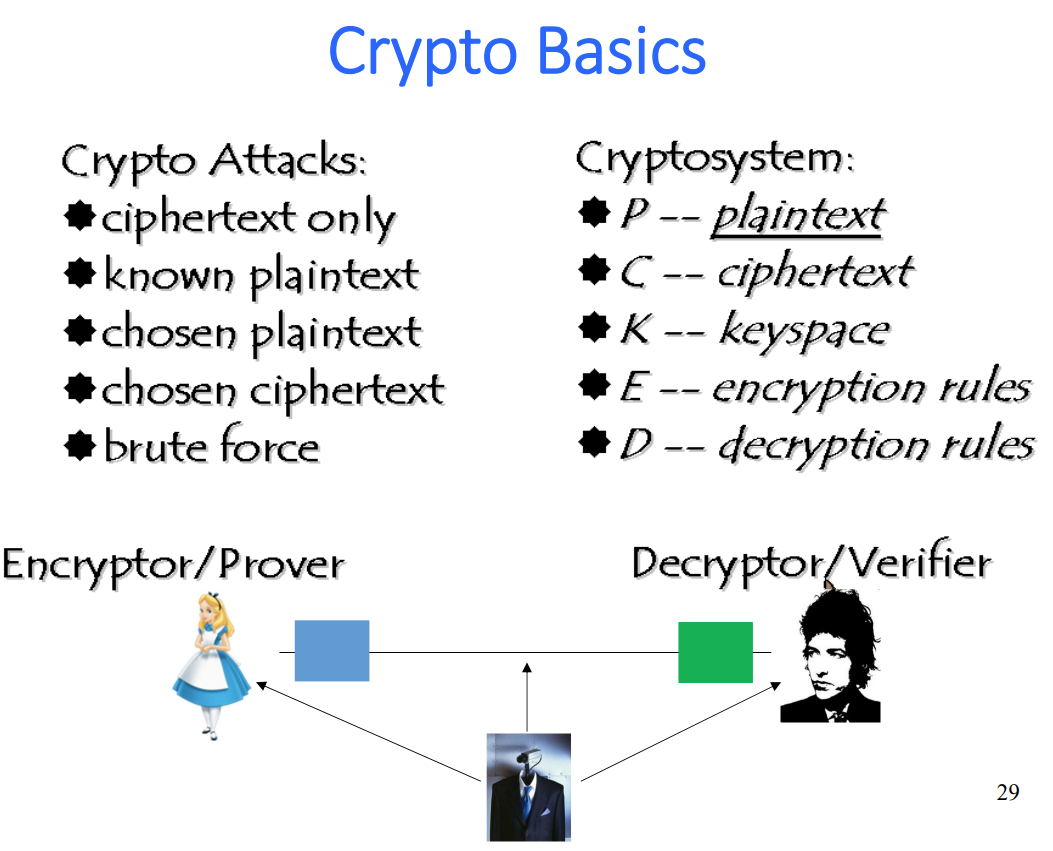 Crypto Basics
Crypto Attacks:
ciphertext only
known plaintext
chosen plaintext
chosen ciphertext
brute force
Cryptosystem:
P -- plaintext
C -- ciphertext
K -- keyspace
E -- encryption rules
D -- decryption rules
Encryptor/Prover
Decryptor/Verifier
29